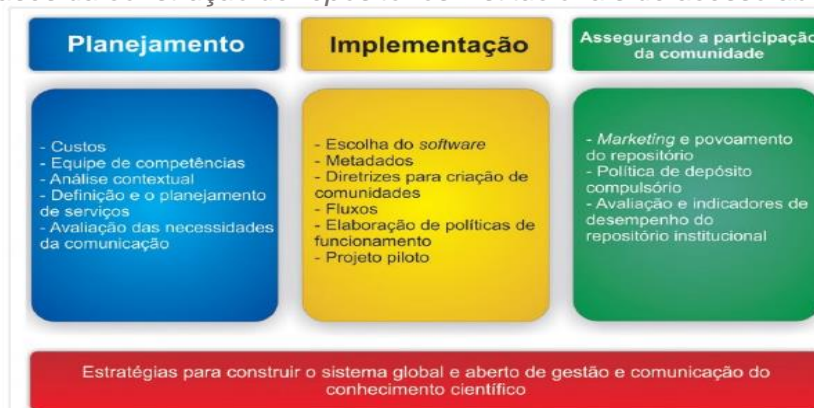 Planejamento
Implementação
Assegurando a participação
da comunidade
- Custos
- Equipe de competências
- Análise contextual
- Definição e o planejamento
de serviços
- Avaliação das necessidades
da comunicação
- Escolha do software
- Metadados
- Diretrizes para criação de
comunidades
- Fluxos
- Elaboração de políticas de
funcionamento
- Projeto piloto
- Marketing e povoamento
do repositório
- Política de depósito
compulsório
- Avaliação e indicadores de
desempenho do
repositório institucional
Estratégias para construir o sistema global e aberto de gestão e comunicação do
conhecimento científico